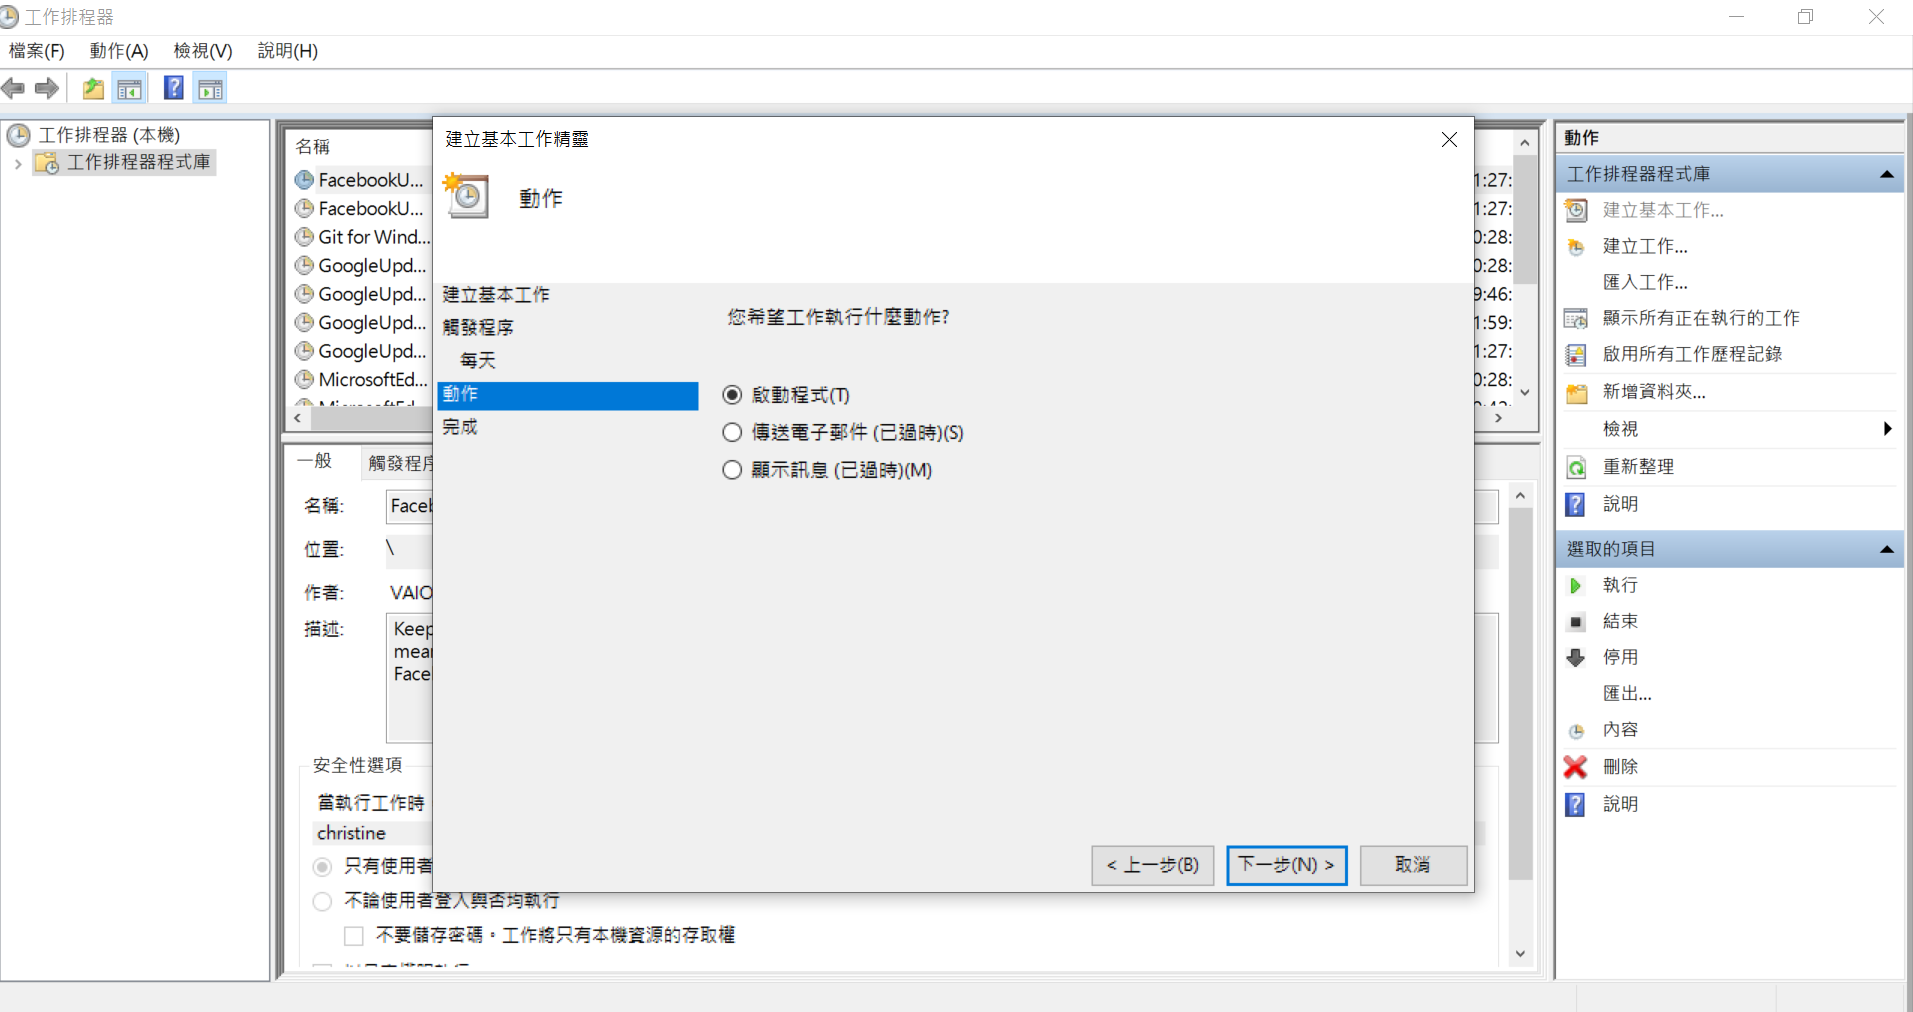 工作排程器
檔案(F) 動作(A) 檢視(V) 說明(H)
工作排程器 (本機)
工作排程器程式庫
名稱
FacebookU...
FacebookU...
Git for Wind...
GoogleUpd...
GoogleUpd...
GoogleUpd...
GoogleUpd...
MicrosoftEd...
1:27:
1:27:
0:28:
0:28:
9:46:
1:59:
1:27:
0:28:
一般 觸發程序
名稱: Faceb
位置: \
作者: VAIO
描述: Keep
mean
Face
安全性選項
當執行工作時
christine
只有使用者
不論使用者登入與否均執行
不要儲存密碼。工作將只有本機資源的存取權
建立基本工作精靈
動作
建立基本工作
觸發程序
每天
動作
完成
您希望工作執行什麼動作?
啟動程式(T)
傳送電子郵件 (已過時)(S)
顯示訊息 (已過時)(M)
< 上一步(B) 下一步(N) > 取消
動作
工作排程器程式庫
建立基本工作...
建立工作...
匯入工作...
顯示所有正在執行的工作
啟用所有工作歷程記錄
新增資料夾...
檢視
重新整理
說明
選取的項目
執行
結束
停用
匯出...
內容
刪除
說明